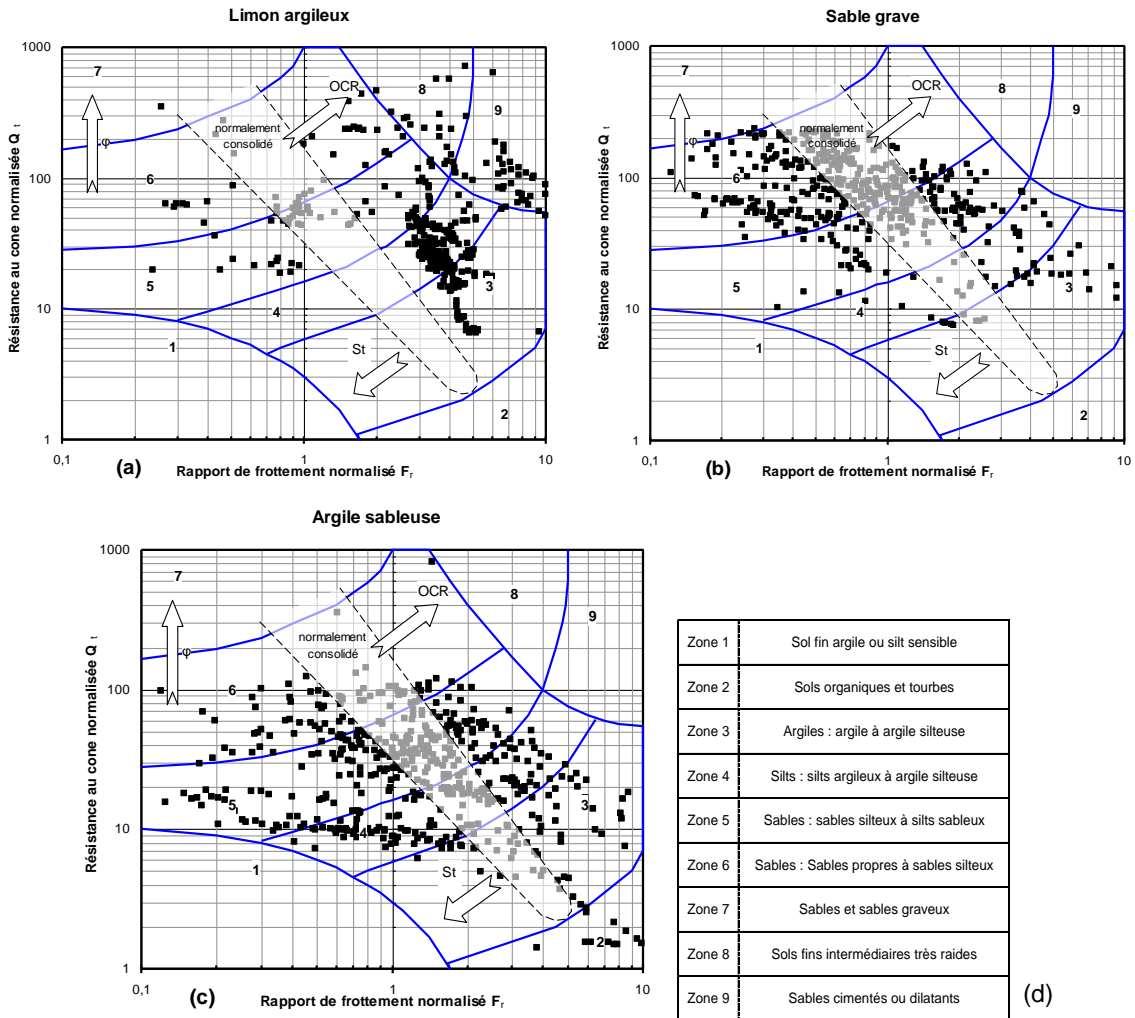 Limon argileux
1000
100
10
1
0,1
1
10
Résistance au cone normalisée Q t
Rapport de frottement normalisé Fr
(a)
7
φ
6
5
1
4
St
normalement
consolidé
OCR
8
9
3
2
Sable grave
1000
100
10
1
0,1
1
10
Résistance au cone normalisée Q t
Rapport de frottement normalisé Fr
(b)
7
φ
6
5
1
4
St
normalement
consolidé
OCR
8
9
3
2
Argile sableuse
1000
100
10
1
0,1
1
10
Résistance au cone normalisée Q t
Rapport de frottement normalisé Fr
(c)
7
φ
6
5
1
4
St
normalement
consolidé
OCR
8
9
3
2
Zone 1 Sol fin argile ou silt sensible
Zone 2 Sols organiques et tourbes
Zone 3 Argiles : argile à argile silteuse
Zone 4 Silts : silts argileux à argile silteuse
Zone 5 Sables : sables silteux à silts sableux
Zone 6 Sables : Sables propres à sables silteux
Zone 7 Sables et sables graveux
Zone 8 Sols fins intermédiaires très raides
Zone 9 Sables cimentés ou dilatants
(d)